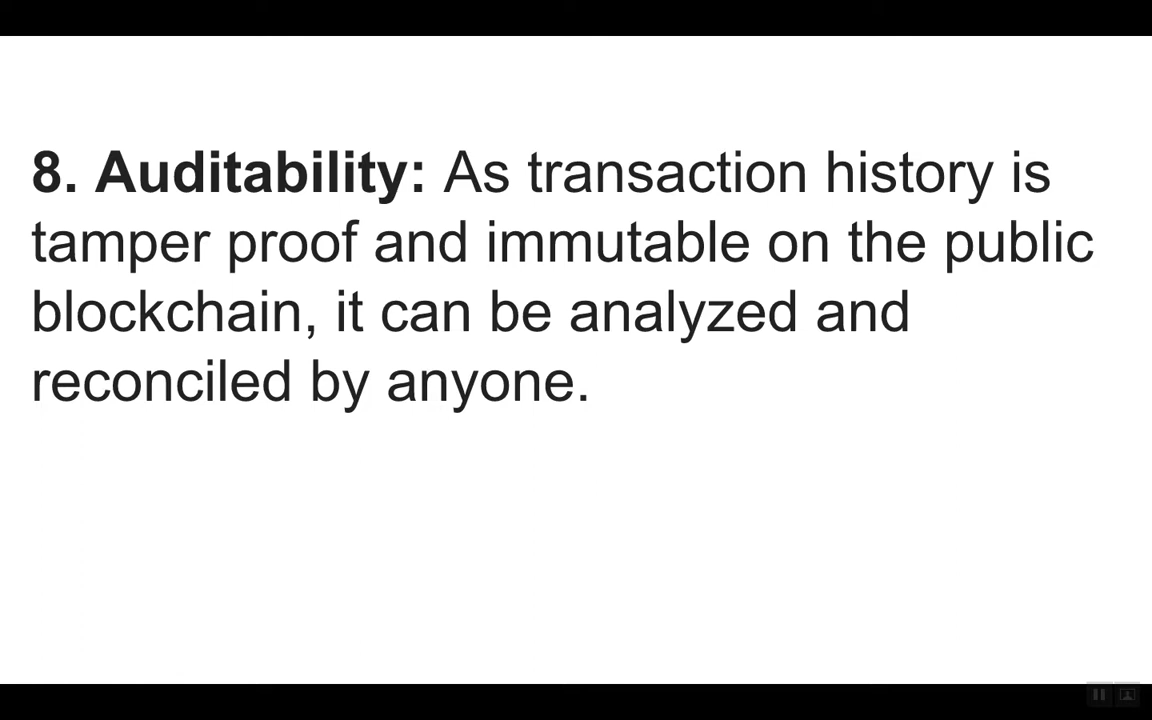 8. Auditability: As transaction history is
tamper proof and immutable on the public
blockchain, it can be analyzed and
reconciled by anyone.